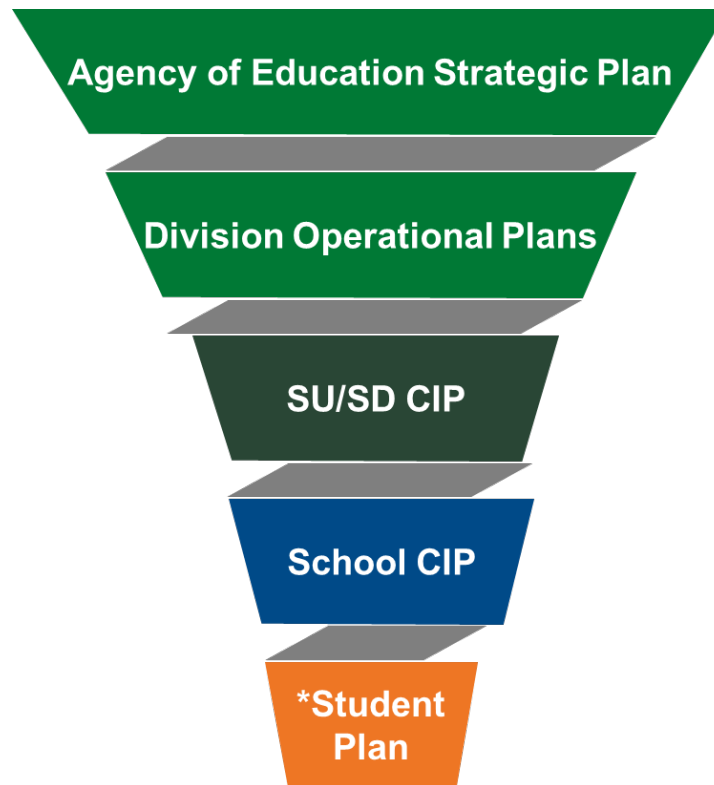 Agency of Education Strategic Plan
Division Operational Plans
SU/SD CIP
School CIP
*Student
Plan